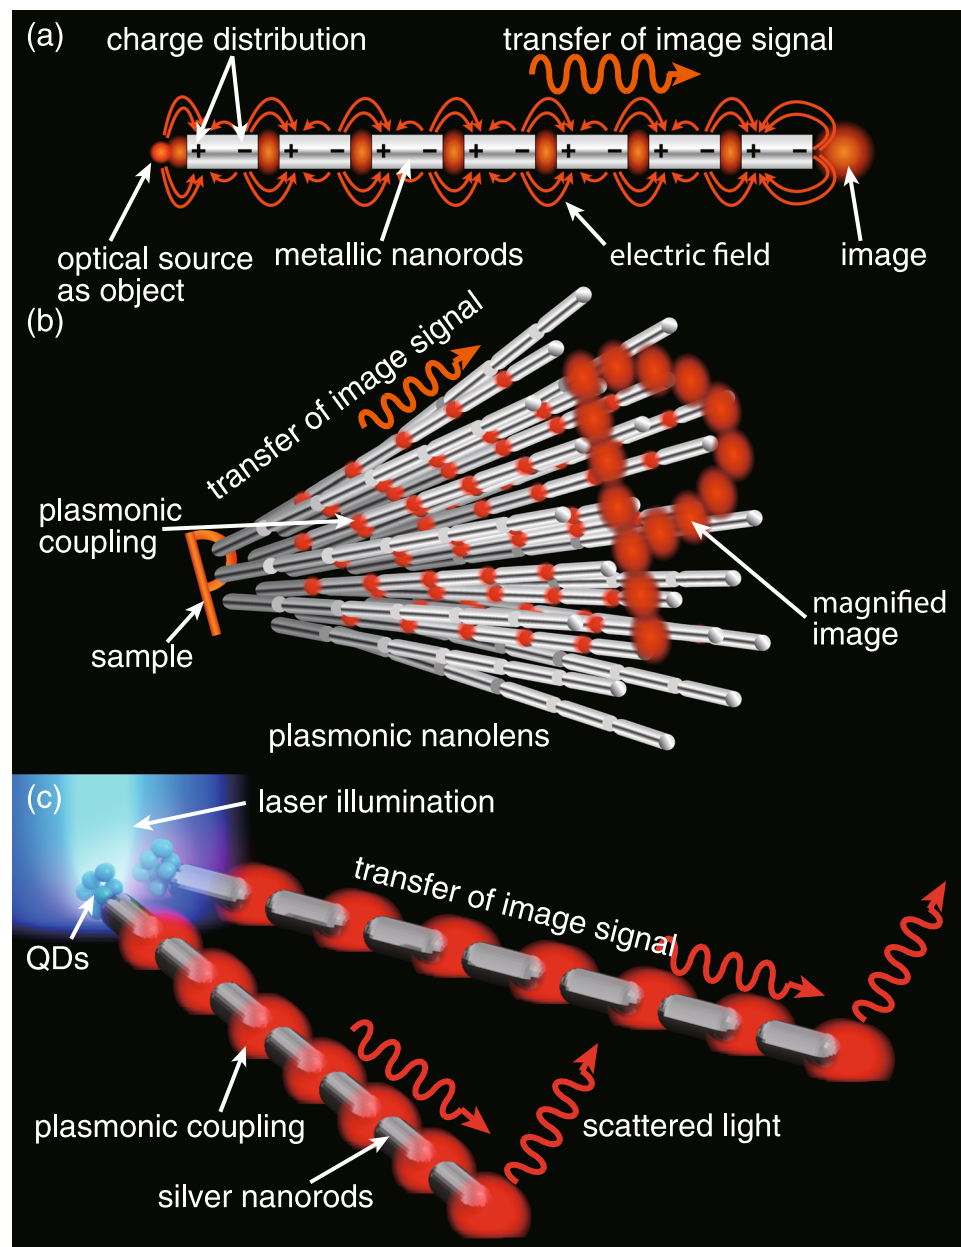 (a)
charge distribution
transfer of image signal
+ − + − + − + − + − + − + −
optical source
as object
metallic nanorods
electric field
image
(b)
transfer of image signal
plasmonic
coupling
sample
magnified
image
plasmonic nanolens
(c)
laser illumination
transfer of image signal
QDs
plasmonic coupling
scattered light
silver nanorods